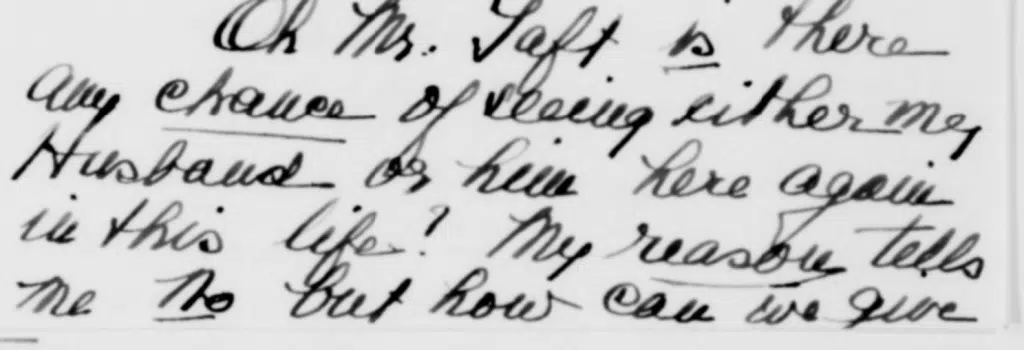 Oh Mr. Taft is there
any chance of seeing either my
Husband or him here again
in this life? My reason tells
me No but how can we give